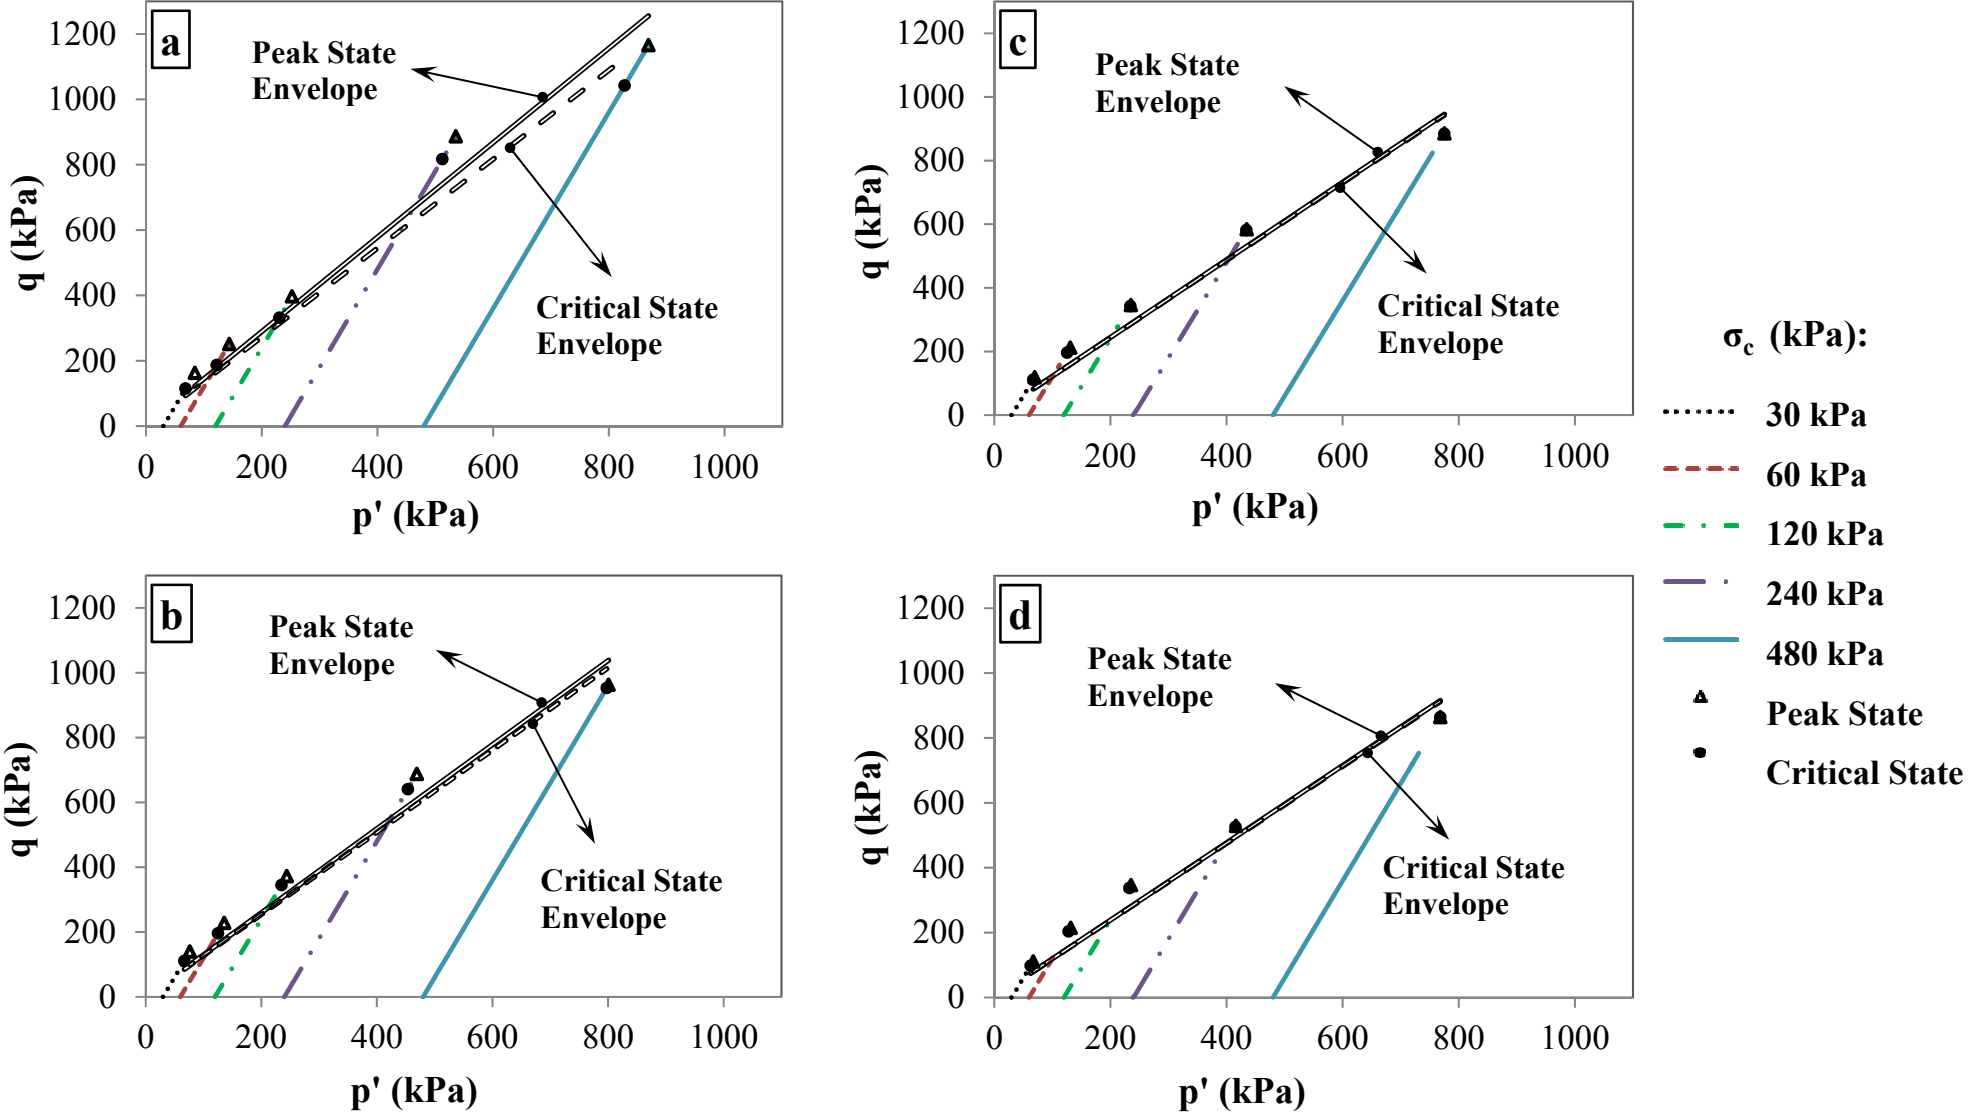 a
1200
1000
800
600
400
200
0
0 200 400 600 800 1000
q (kPa)
p' (kPa)
Peak State
Envelope
Critical State
Envelope
c
1200
1000
800
600
400
200
0
0 200 400 600 800 1000
q (kPa)
p' (kPa)
Peak State
Envelope
Critical State
Envelope
b
1200
1000
800
600
400
200
0
0 200 400 600 800 1000
q (kPa)
p' (kPa)
Peak State
Envelope
Critical State
Envelope
d
1200
1000
800
600
400
200
0
0 200 400 600 800 1000
q (kPa)
p' (kPa)
Peak State
Envelope
Critical State
Envelope
σc (kPa):
30 kPa
60 kPa
120 kPa
240 kPa
480 kPa
Peak State
Critical State